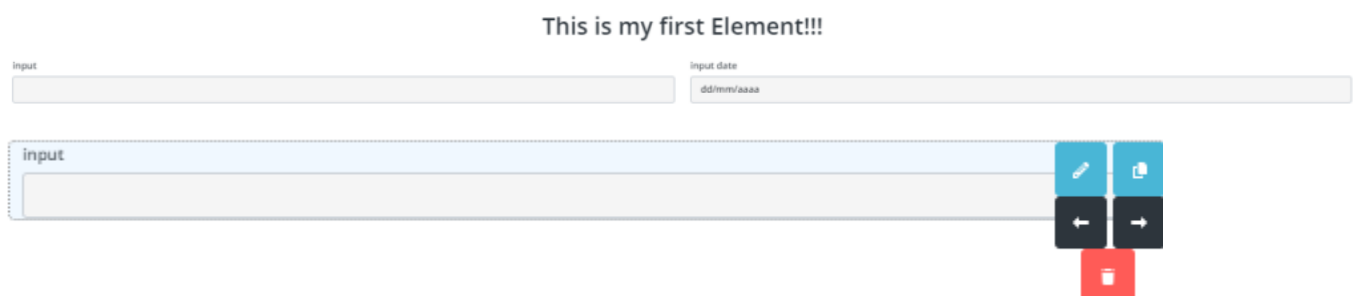 This is my first Element!!!
input
input date
dd/mm/aaaa
input